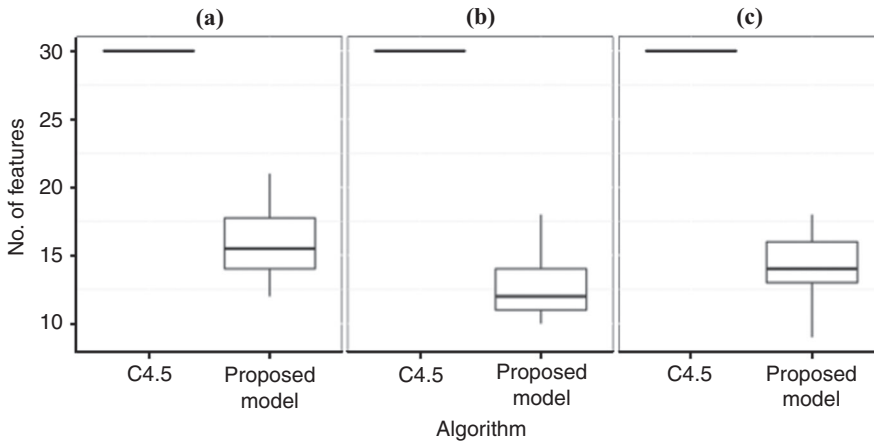 (a) (b) (c)
No. of features
30
25
20
15
10
C4.5 Proposed model C4.5 Proposed model C4.5 Proposed model
Algorithm